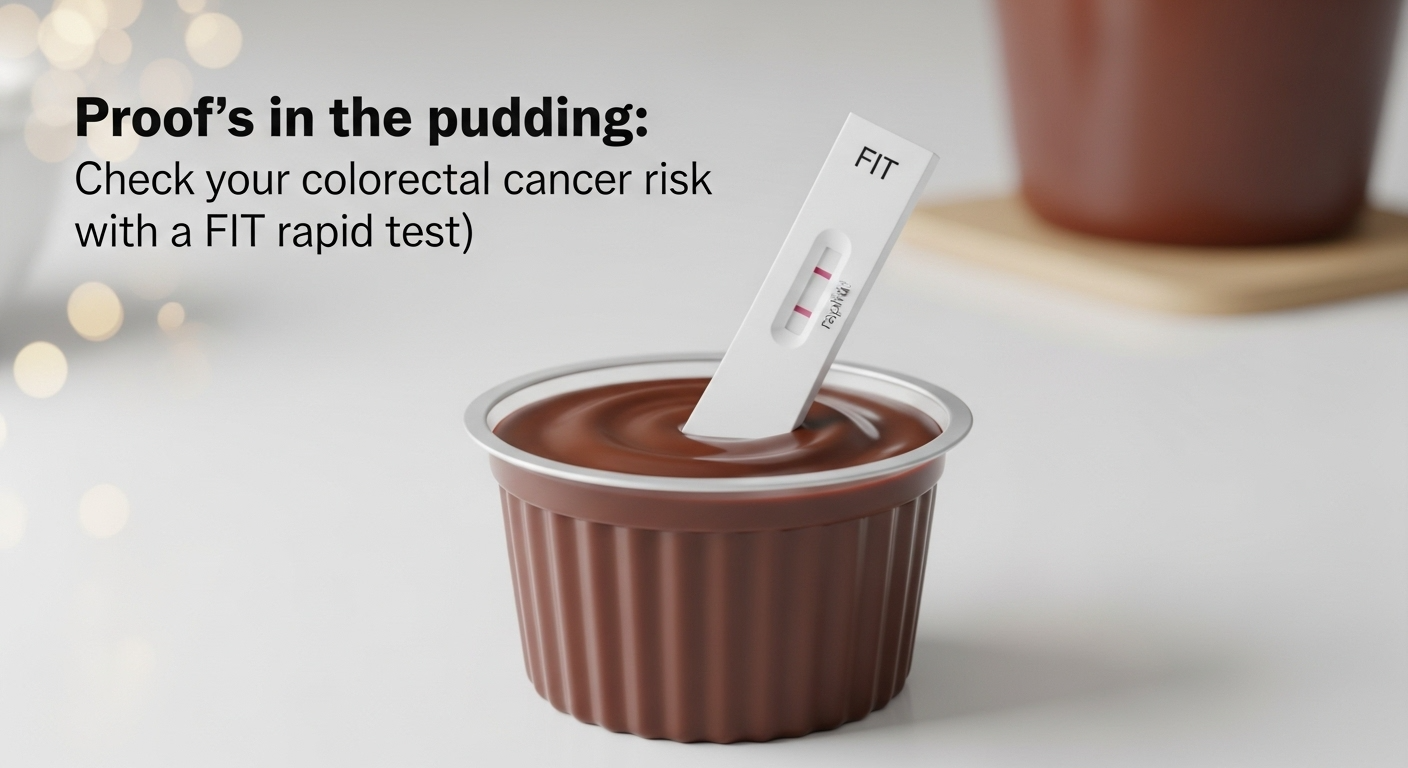 Proof’s in the pudding:
Check your colorectal cancer risk
with a FIT rapid test)
FIT